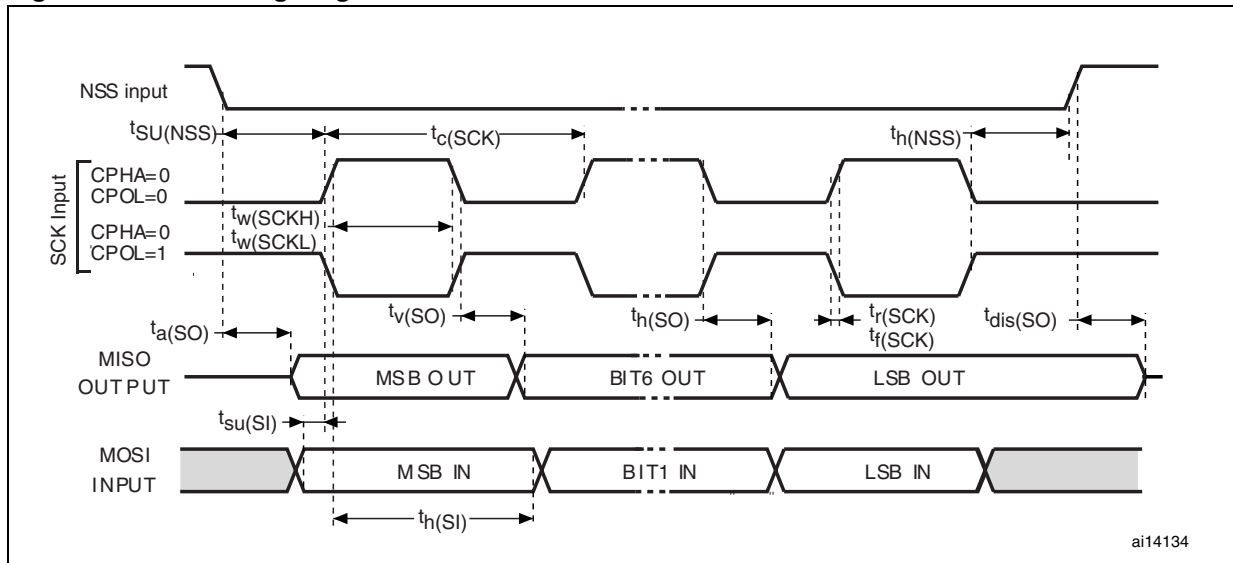 NSS input
tSU(NSS)
tc(SCK)
th(NSS)
SCK Input
CPHA=0
CPOL=0
tw(SCKH)
CPHA=0
tw(SCKL)
CPOL=1
ta(SO)
tv(SO)
th(SO)
tr(SCK)
tf(SCK)
tdis(SO)
MISO
OUTPUT
MSB OUT
BIT6 OUT
LSB OUT
tsu(SI)
MOSI
INPUT
MSB IN
BIT1 IN
LSB IN
th(SI)
ai14134